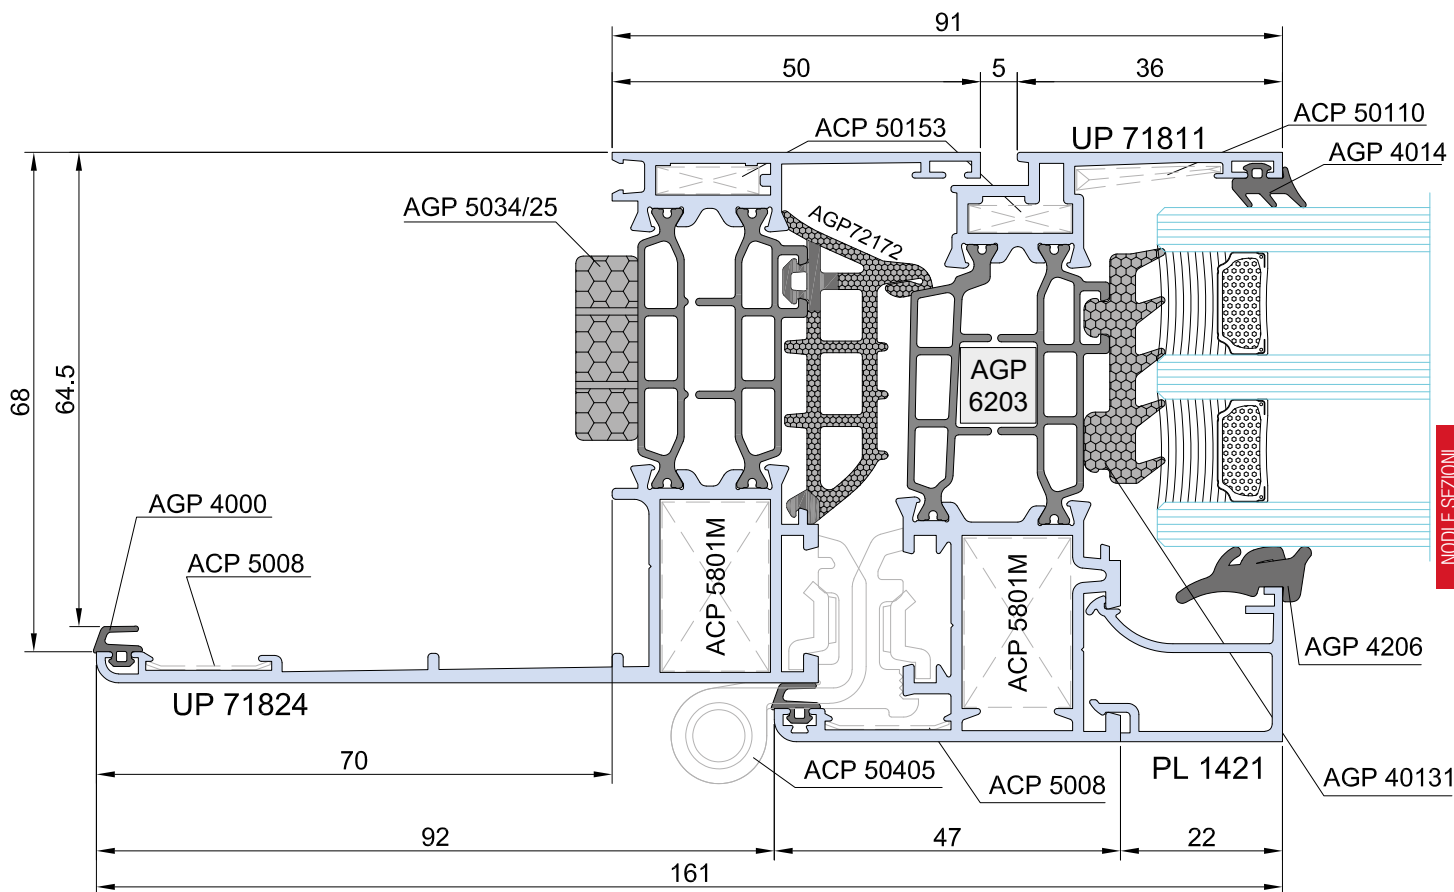 91
50
5
36
ACP 50153
UP 71811
ACP 50110
AGP 4014
AGP 5034/25
AGP72172
68
64.5
AGP
6203
NODI E SEZIONI
AGP 4000
ACP 5008
ACP 5801M
ACP 5801M
AGP 4206
UP 71824
70
ACP 50405
ACP 5008
PL 1421
AGP 40131
92
47
22
161